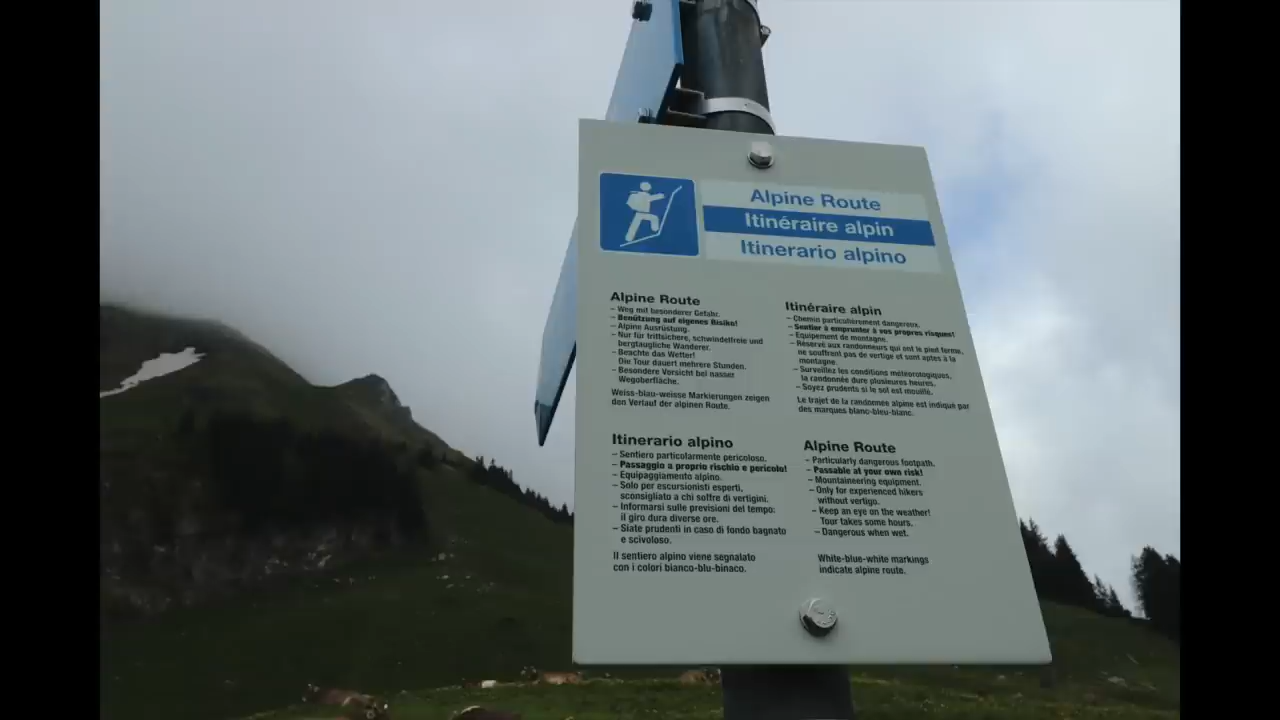 Alpine Route
Itinéraire alpin
Itinerario alpino
Alpine Route
– Weg mit besonderer Gefahr.
– Benützung auf eigenes Risiko!
– Alpine Ausrüstung.
– Nur für trittsichere, schwindelfreie und
bergtaugliche Wanderer.
– Beachte das Wetter!
Die Tour dauert mehrere Stunden.
– Besondere Vorsicht bei nasser
Wegoberfläche.
Weiss-blau-weisse Markierungen zeigen
den Verlauf der alpinen Route.
Itinéraire alpin
– Chemin particulièrement dangereux.
– Sentier à emprunter à vos propres risques!
– Equipement de montagne.
– Réservé aux randonneurs qui ont le pied ferme,
ne souffrent pas de vertige et sont aptes à la
montagne.
– Surveillez les conditions météorologiques,
la randonnée dure plusieures heures.
– Soyez prudents si le sol est mouillé.
Le trajet de la randonnée alpine est indiqué par
des marques blanc-bleu-blanc.
Itinerario alpino
– Sentiero particolarmente pericoloso.
– Passaggio a proprio rischio e pericolo!
– Equipaggiamento alpino.
– Solo per escursionisti esperti,
sconsigliato a chi soffre di vertigini.
– Informarsi sulle previsioni del tempo:
il giro dura diverse ore.
– Siate prudenti in caso di fondo bagnato
e scivoloso.
Il sentiero alpino viene segnalato
con i colori bianco-blu-binaco.
Alpine Route
– Particularly dangerous footpath.
– Passable at your own risk!
– Mountaineering equipment.
– Only for experienced hikers
without vertigo.
– Keep an eye on the weather!
Tour takes some hours.
– Dangerous when wet.
White-blue-white markings
indicate alpine route.